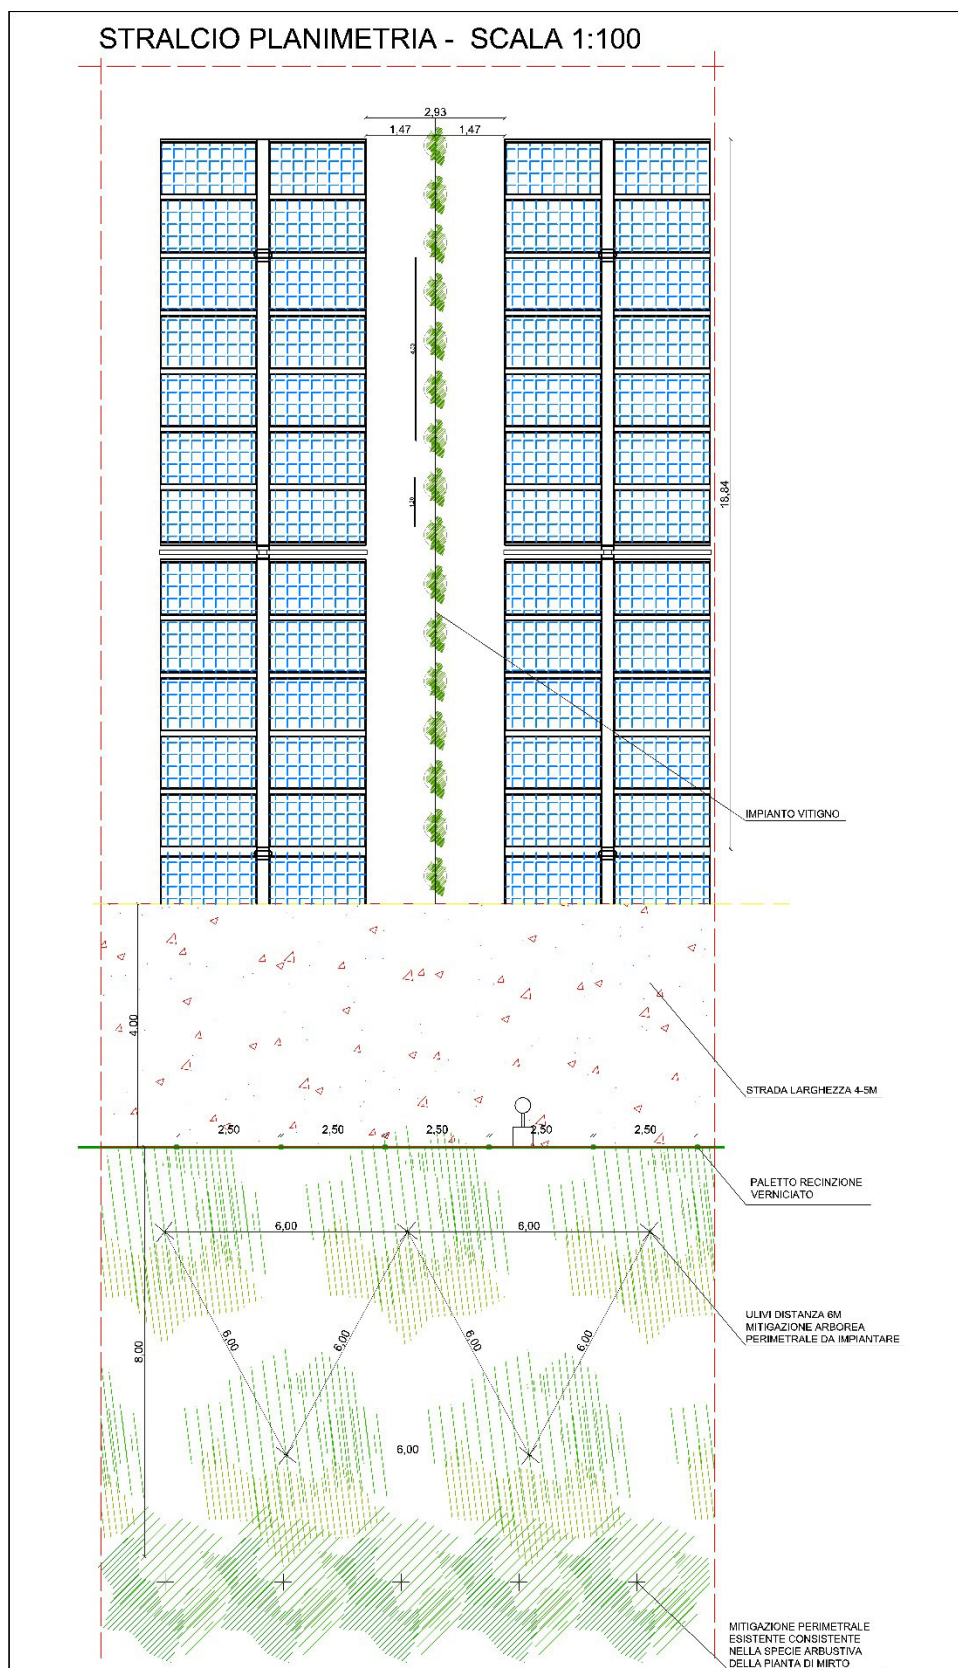 STRALCIO PLANIMETRIA - SCALA 1:100
2,93
1,47 1,47
18,84
IMPIANTO VITIGNO
4.00
STRADA LARGHEZZA 4-5M
2,50 2,50 2,50 2,50 2,50
PALETTO RECINZIONE
VERNICIATO
6,00 6,00
ULIVI DISTANZA 6M
MITIGAZIONE ARBOREA
PERIMETRALE DA IMPIANTARE
6,00 6,00 6,00 6,00
8.00
6,00
MITIGAZIONE PERIMETRALE
ESISTENTE CONSISTENTE
NELLA SPECIE ARBUSTIVA
DELLA PIANTA DI MIRTO